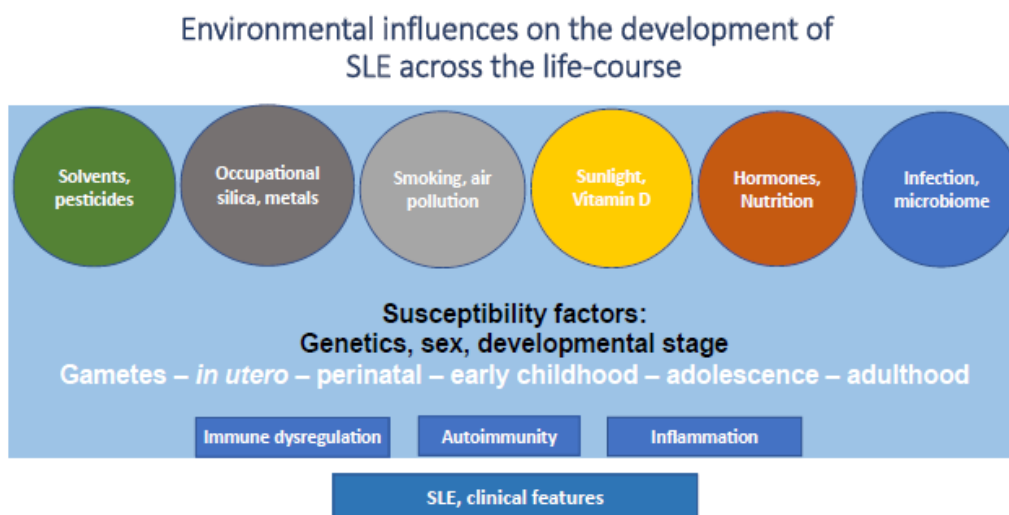 Environmental influences on the development of
SLE across the life-course
Solvents,
pesticides
Occupational
silica, metals
Smoking, air
pollution
Sunlight,
Vitamin D
Hormones,
Nutrition
Infection,
microbiome
Susceptibility factors:
Genetics, sex, developmental stage
Gametes – in utero – perinatal – early childhood – adolescence – adulthood
Immune dysregulation
Autoimmunity
Inflammation
SLE, clinical features